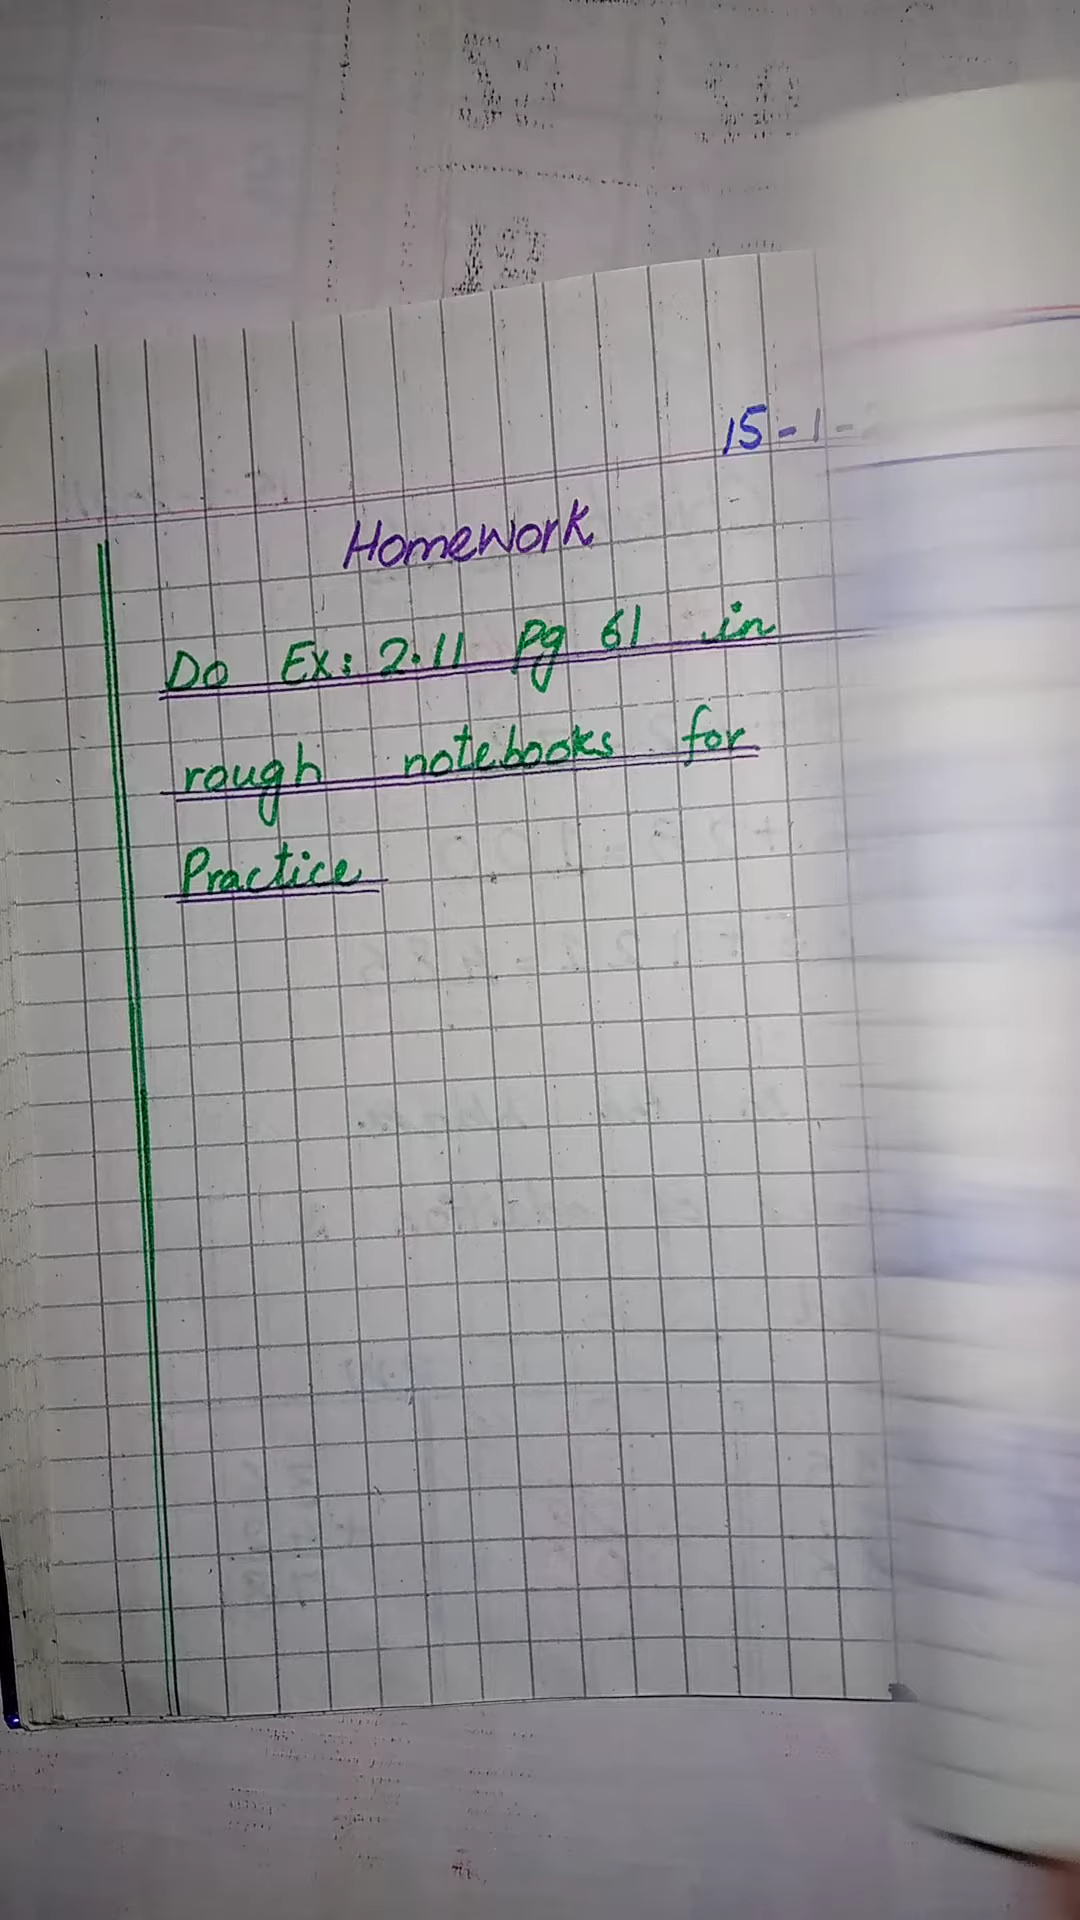 15-1-
Homework
Do Ex: 2.11 Pg 61 in
rough notebooks for
Practice